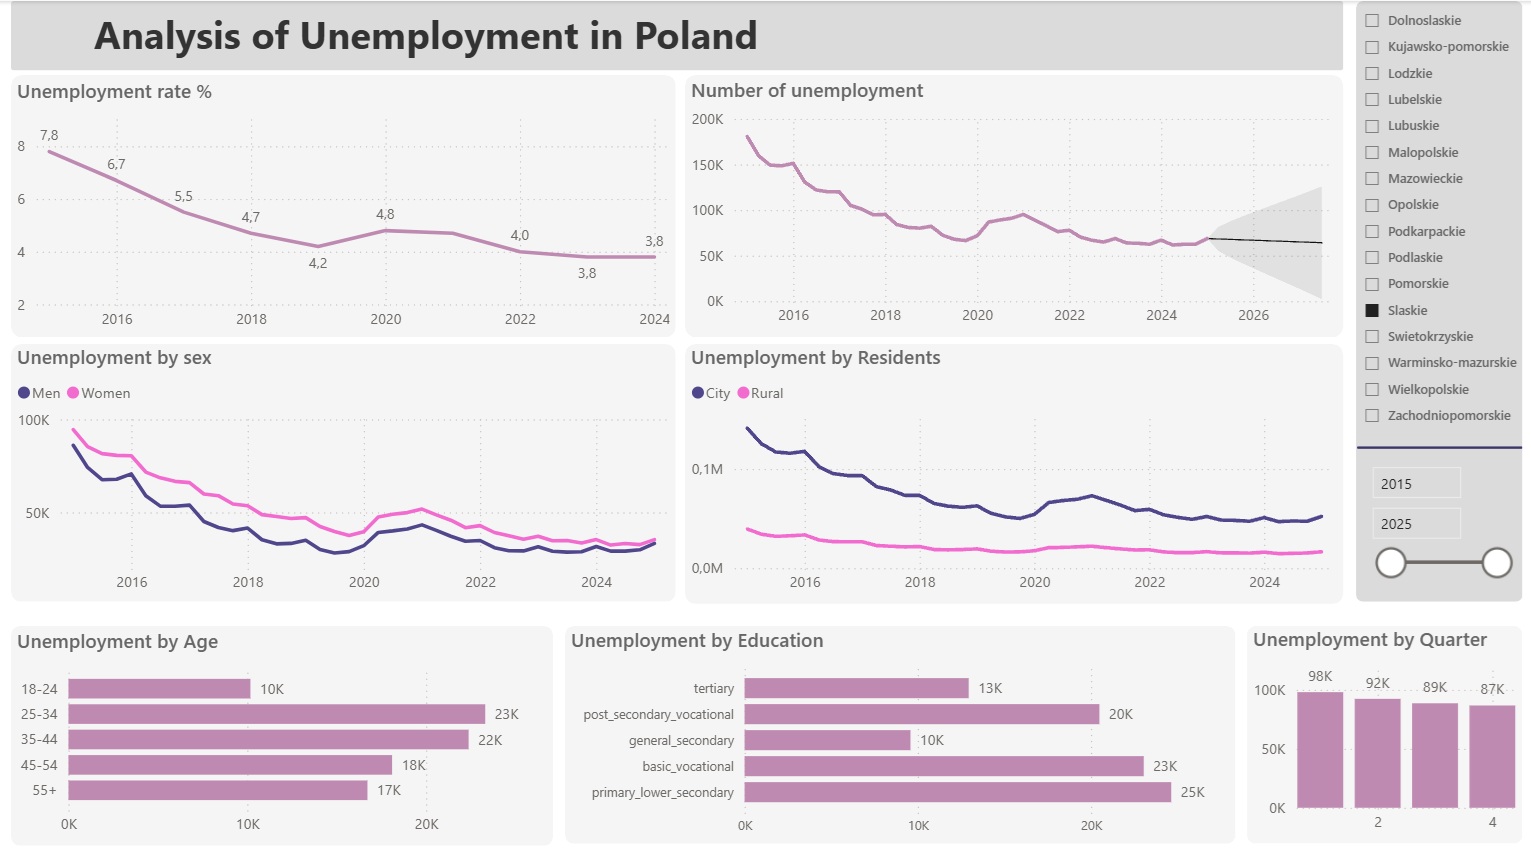 Analysis of Unemployment in Poland
Unemployment rate %
7,8
6,7
5,5
4,7
4,2
4,8
4,0
3,8
3,8
8
6
4
2
2016
2018
2020
2022
2024
Number of unemployment
200K
150K
100K
50K
0K
2016
2018
2020
2022
2024
2026
Unemployment by sex
Men Women
100K
50K
2016
2018
2020
2022
2024
Unemployment by Residents
City Rural
0,1M
0,0M
2016
2018
2020
2022
2024
Dolnoslaskie
Kujawsko-pomorskie
Lodzkie
Lubelskie
Lubuskie
Malopolskie
Mazowieckie
Opolskie
Podkarpackie
Podlaskie
Pomorskie
Slaskie
Swietokrzyskie
Warminsko-mazurskie
Wielkopolskie
Zachodniopomorskie
2015
2025
Unemployment by Age
18-24 10K
25-34 23K
35-44 22K
45-54 18K
55+ 17K
0K 10K 20K
Unemployment by Education
tertiary 13K
post_secondary_vocational 20K
general_secondary 10K
basic_vocational 23K
primary_lower_secondary 25K
0K 10K 20K
Unemployment by Quarter
98K
92K
89K
87K
100K
50K
0K
2
4